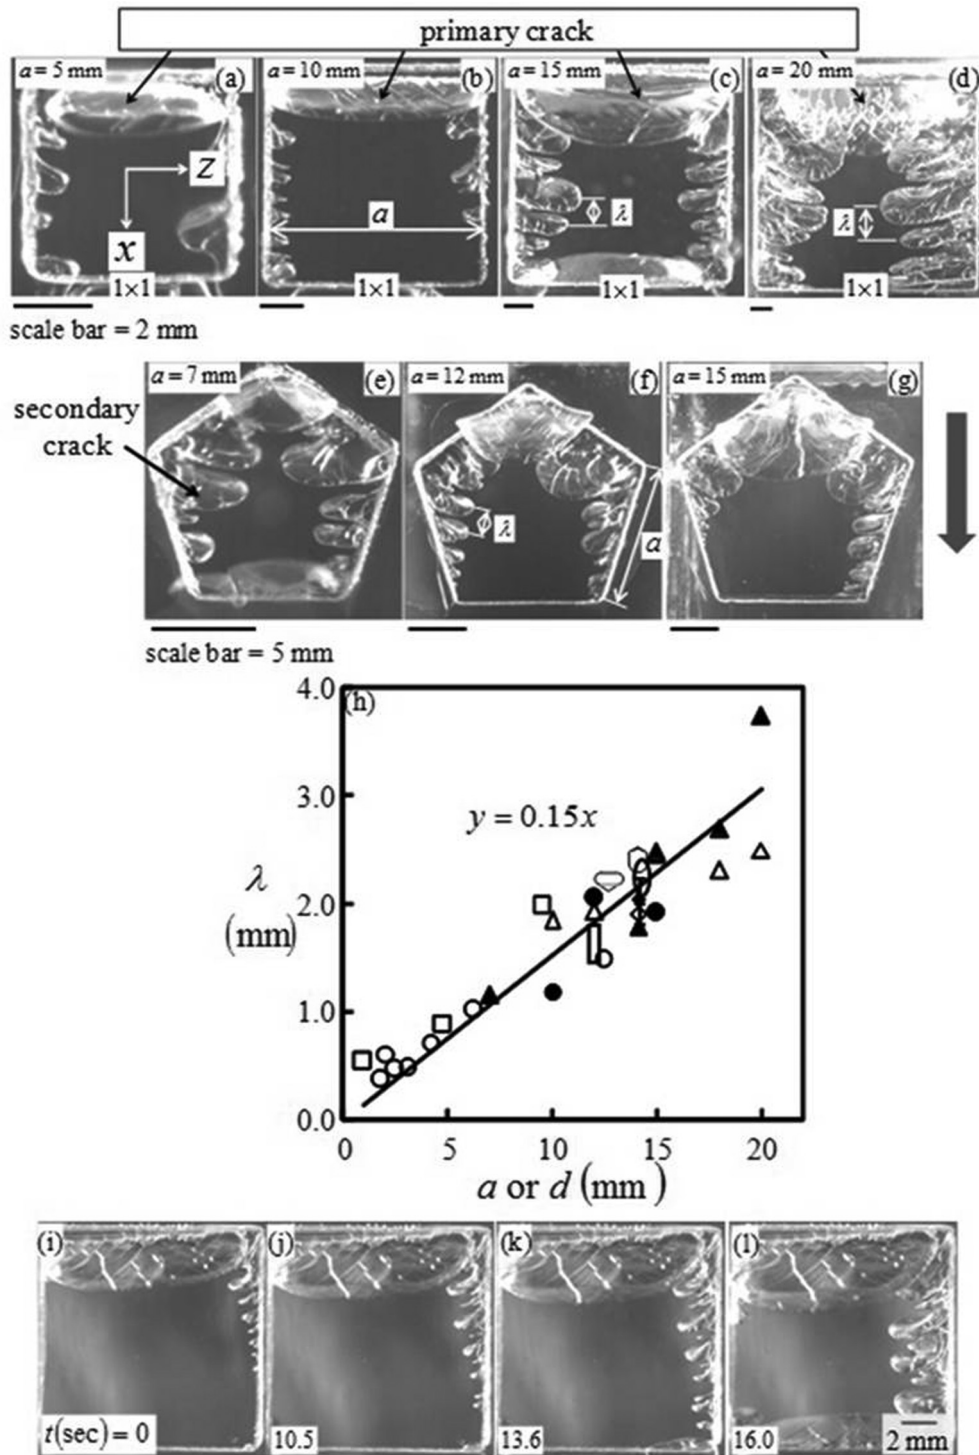 primary crack
a = 5 mm (a) a = 10 mm (b) a = 15 mm (c) a = 20 mm (d)
z
x
a
λ
λ
1×1 1×1 1×1 1×1
scale bar = 2 mm
a = 7 mm (e) a = 12 mm (f) a = 15 mm (g)
secondary
crack
λ
a
scale bar = 5 mm
(h)
4.0
3.0
2.0
1.0
0.0
y = 0.15x
λ
(mm)
0 5 10 15 20
a or d (mm)
(i) (j) (k) (l)
t(sec) = 0 10.5 13.6 16.0 2 mm